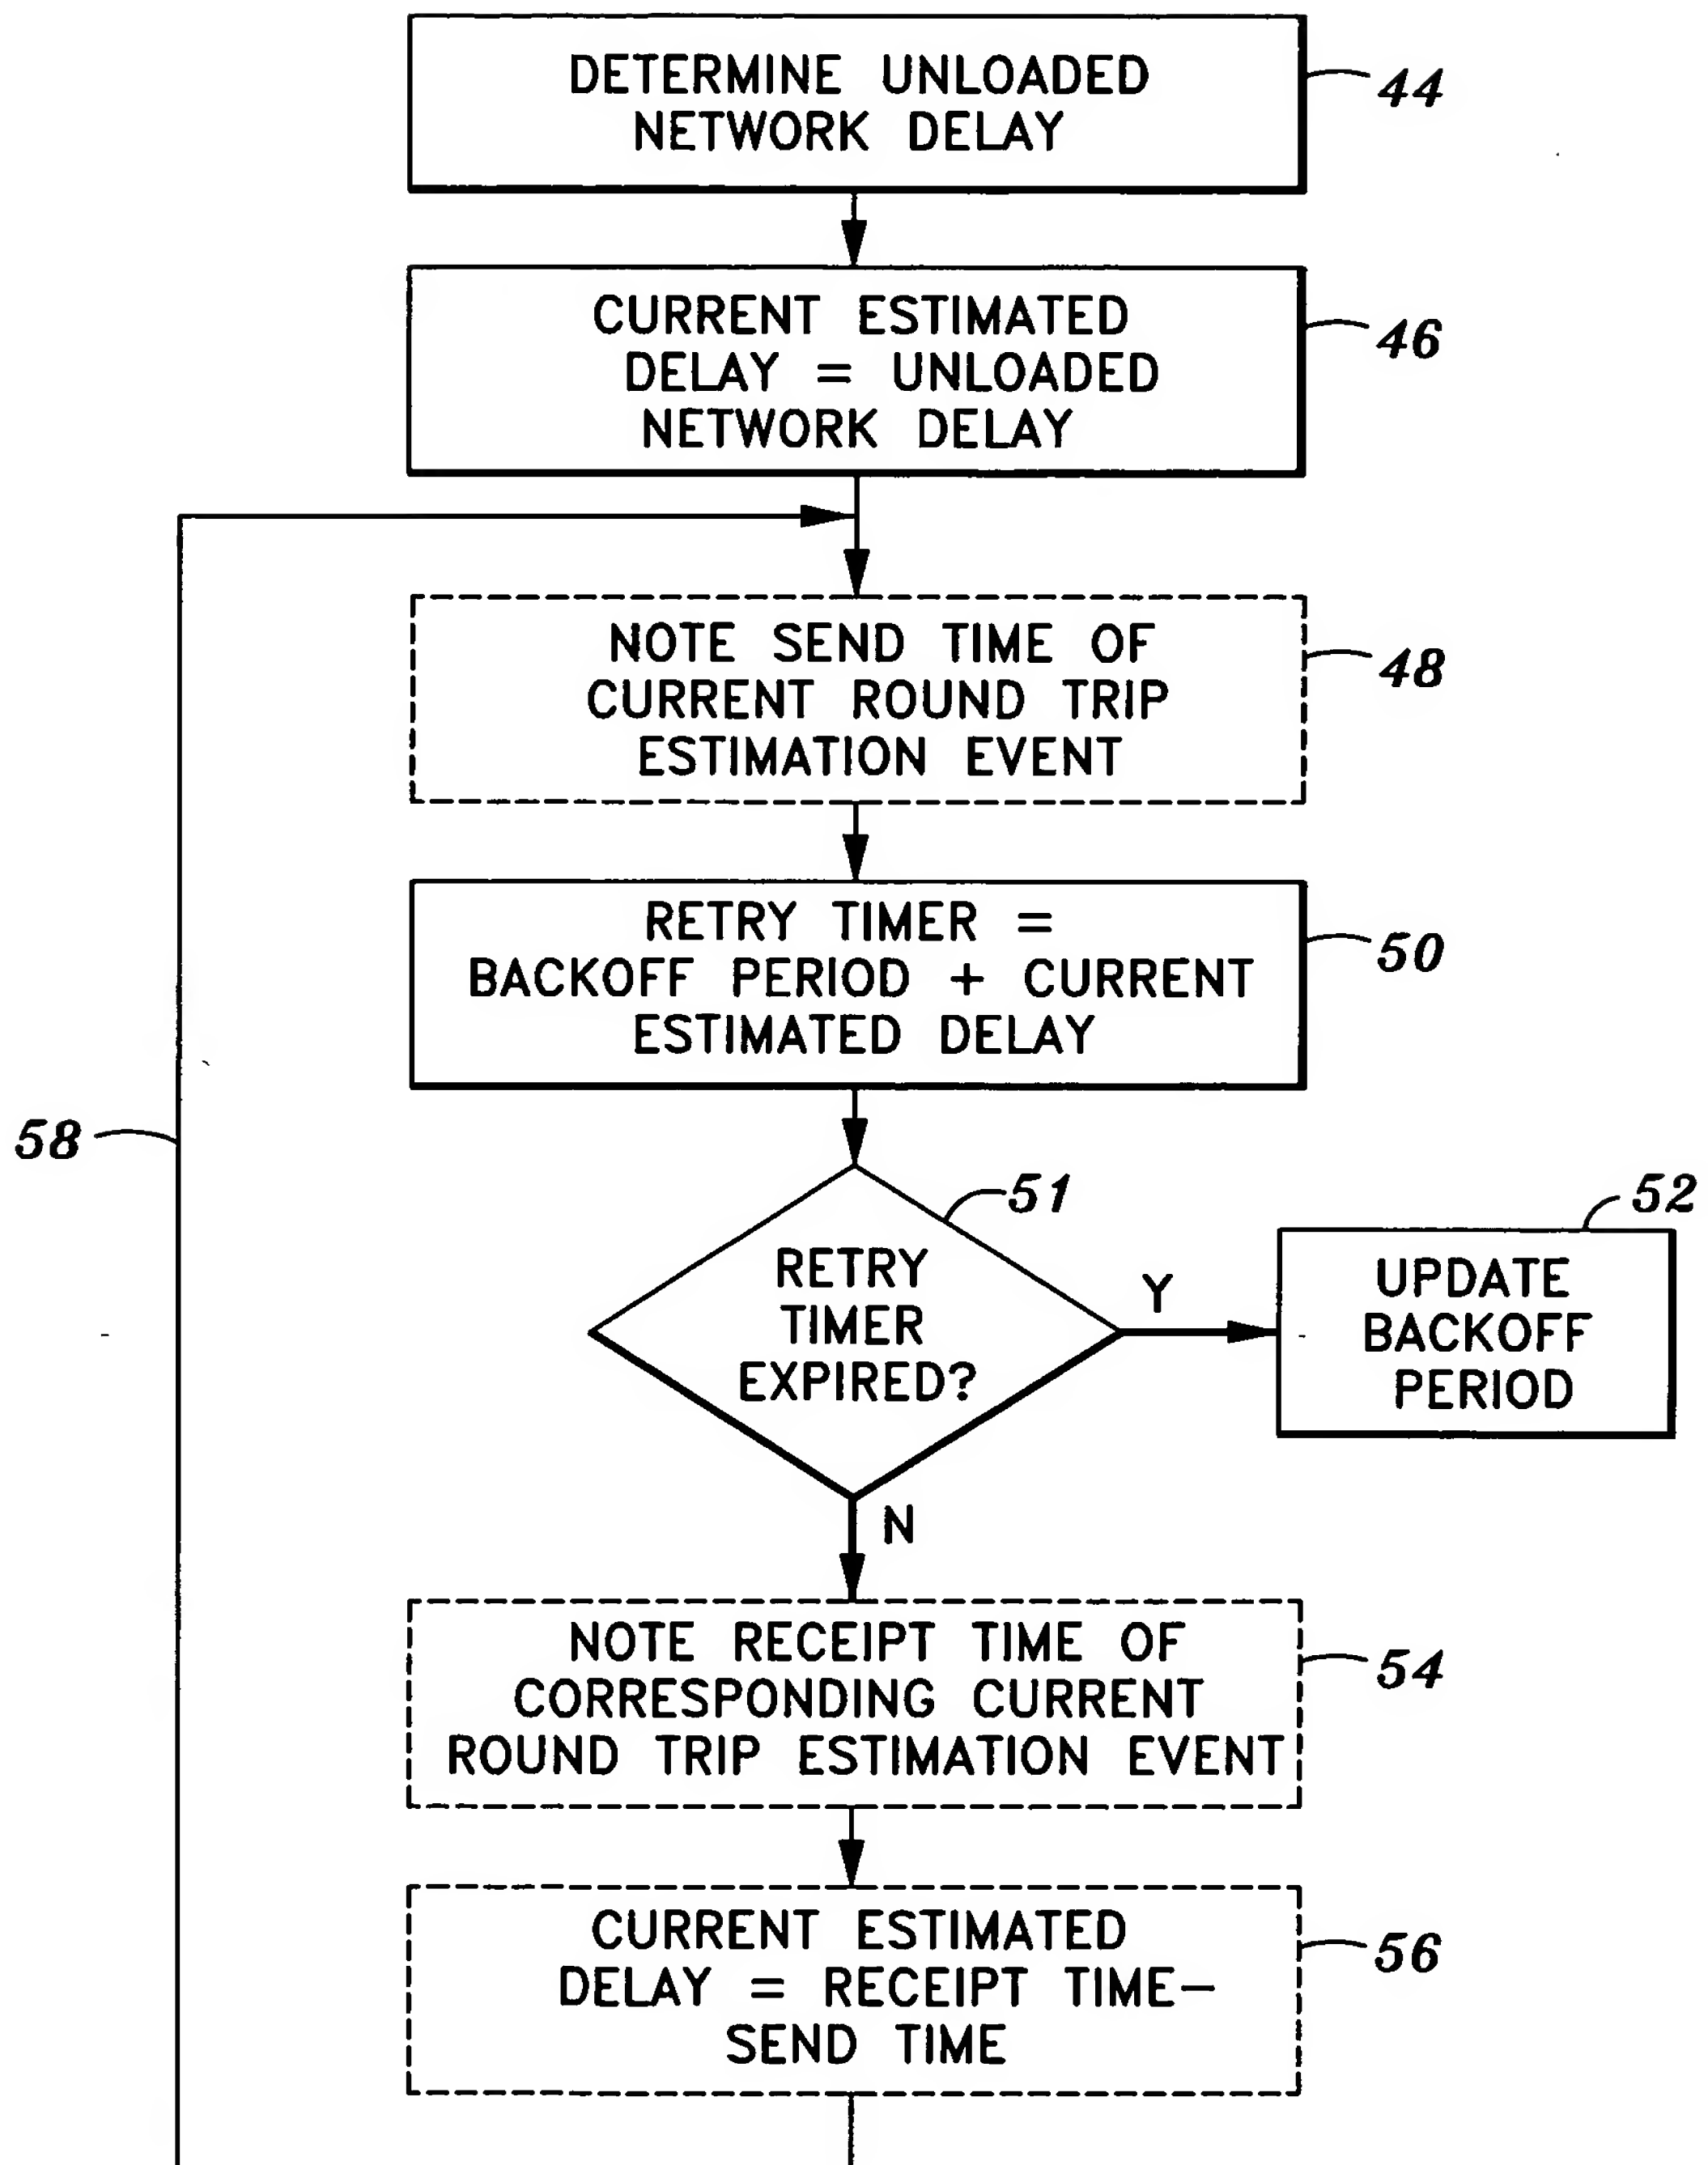 DETERMINE UNLOADED
NETWORK DELAY
44
CURRENT ESTIMATED
DELAY = UNLOADED
NETWORK DELAY
46
NOTE SEND TIME OF
CURRENT ROUND TRIP
ESTIMATION EVENT
48
RETRY TIMER =
BACKOFF PERIOD + CURRENT
ESTIMATED DELAY
50
58
51
RETRY
TIMER
EXPIRED?
Y
52
UPDATE
BACKOFF
PERIOD
N
NOTE RECEIPT TIME OF
CORRESPONDING CURRENT
ROUND TRIP ESTIMATION EVENT
54
CURRENT ESTIMATED
DELAY = RECEIPT TIME-
SEND TIME
56